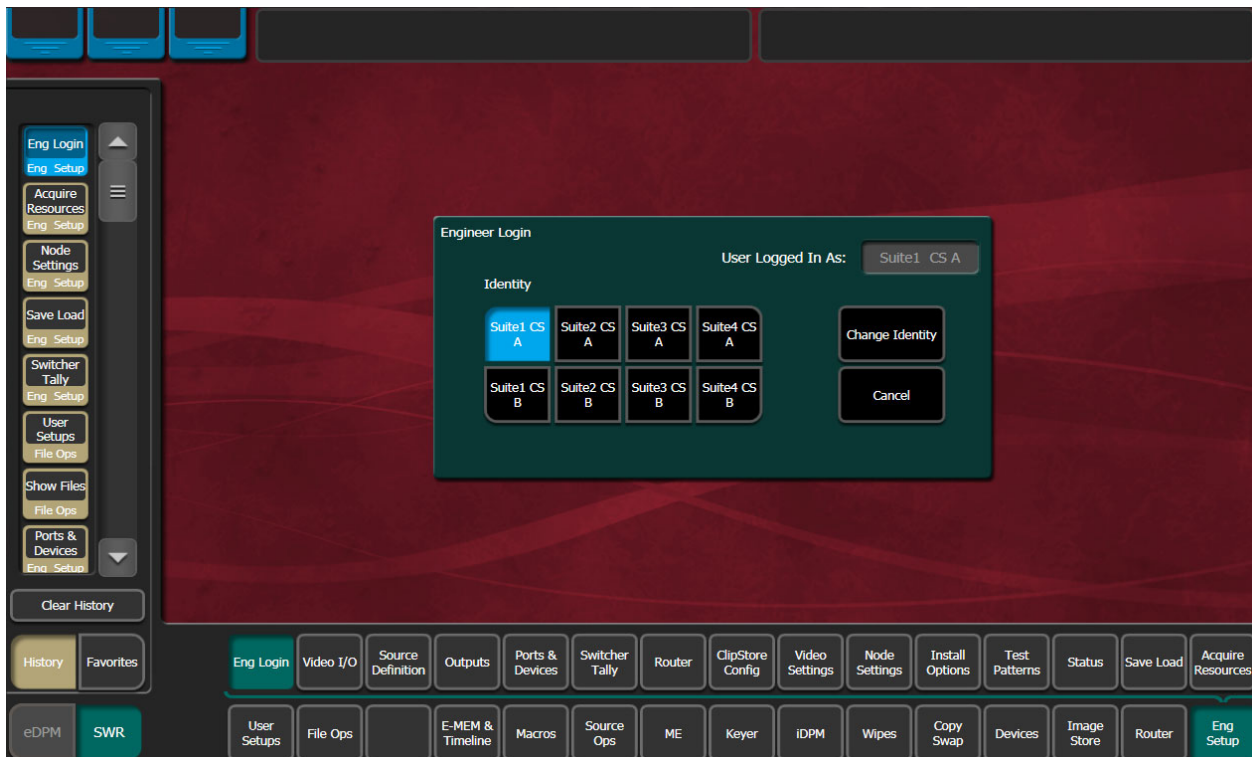 Eng Login
Eng Setup
Acquire
Resources
Eng Setup
Node
Settings
Eng Setup
Save Load
Eng Setup
Switcher
Tally
Eng Setup
User
Setups
File Ops
Show Files
File Ops
Ports &
Devices
Eng Setup
Clear History
History
Favorites
eDPM
SWR
Engineer Login
User Logged In As:
Suite1 CS A
Identity
Suite1 CS
A
Suite2 CS
A
Suite3 CS
A
Suite4 CS
A
Change Identity
Suite1 CS
B
Suite2 CS
B
Suite3 CS
B
Suite4 CS
B
Cancel
Eng Login
Video I/O
Source
Definition
Outputs
Ports &
Devices
Switcher
Tally
Router
ClipStore
Config
Video
Settings
Node
Settings
Install
Options
Test
Patterns
Status
Save Load
Acquire
Resources
User
Setups
File Ops
E-MEM &
Timeline
Macros
Source
Ops
ME
Keyer
iDPM
Wipes
Copy
Swap
Devices
Image
Store
Router
Eng
Setup